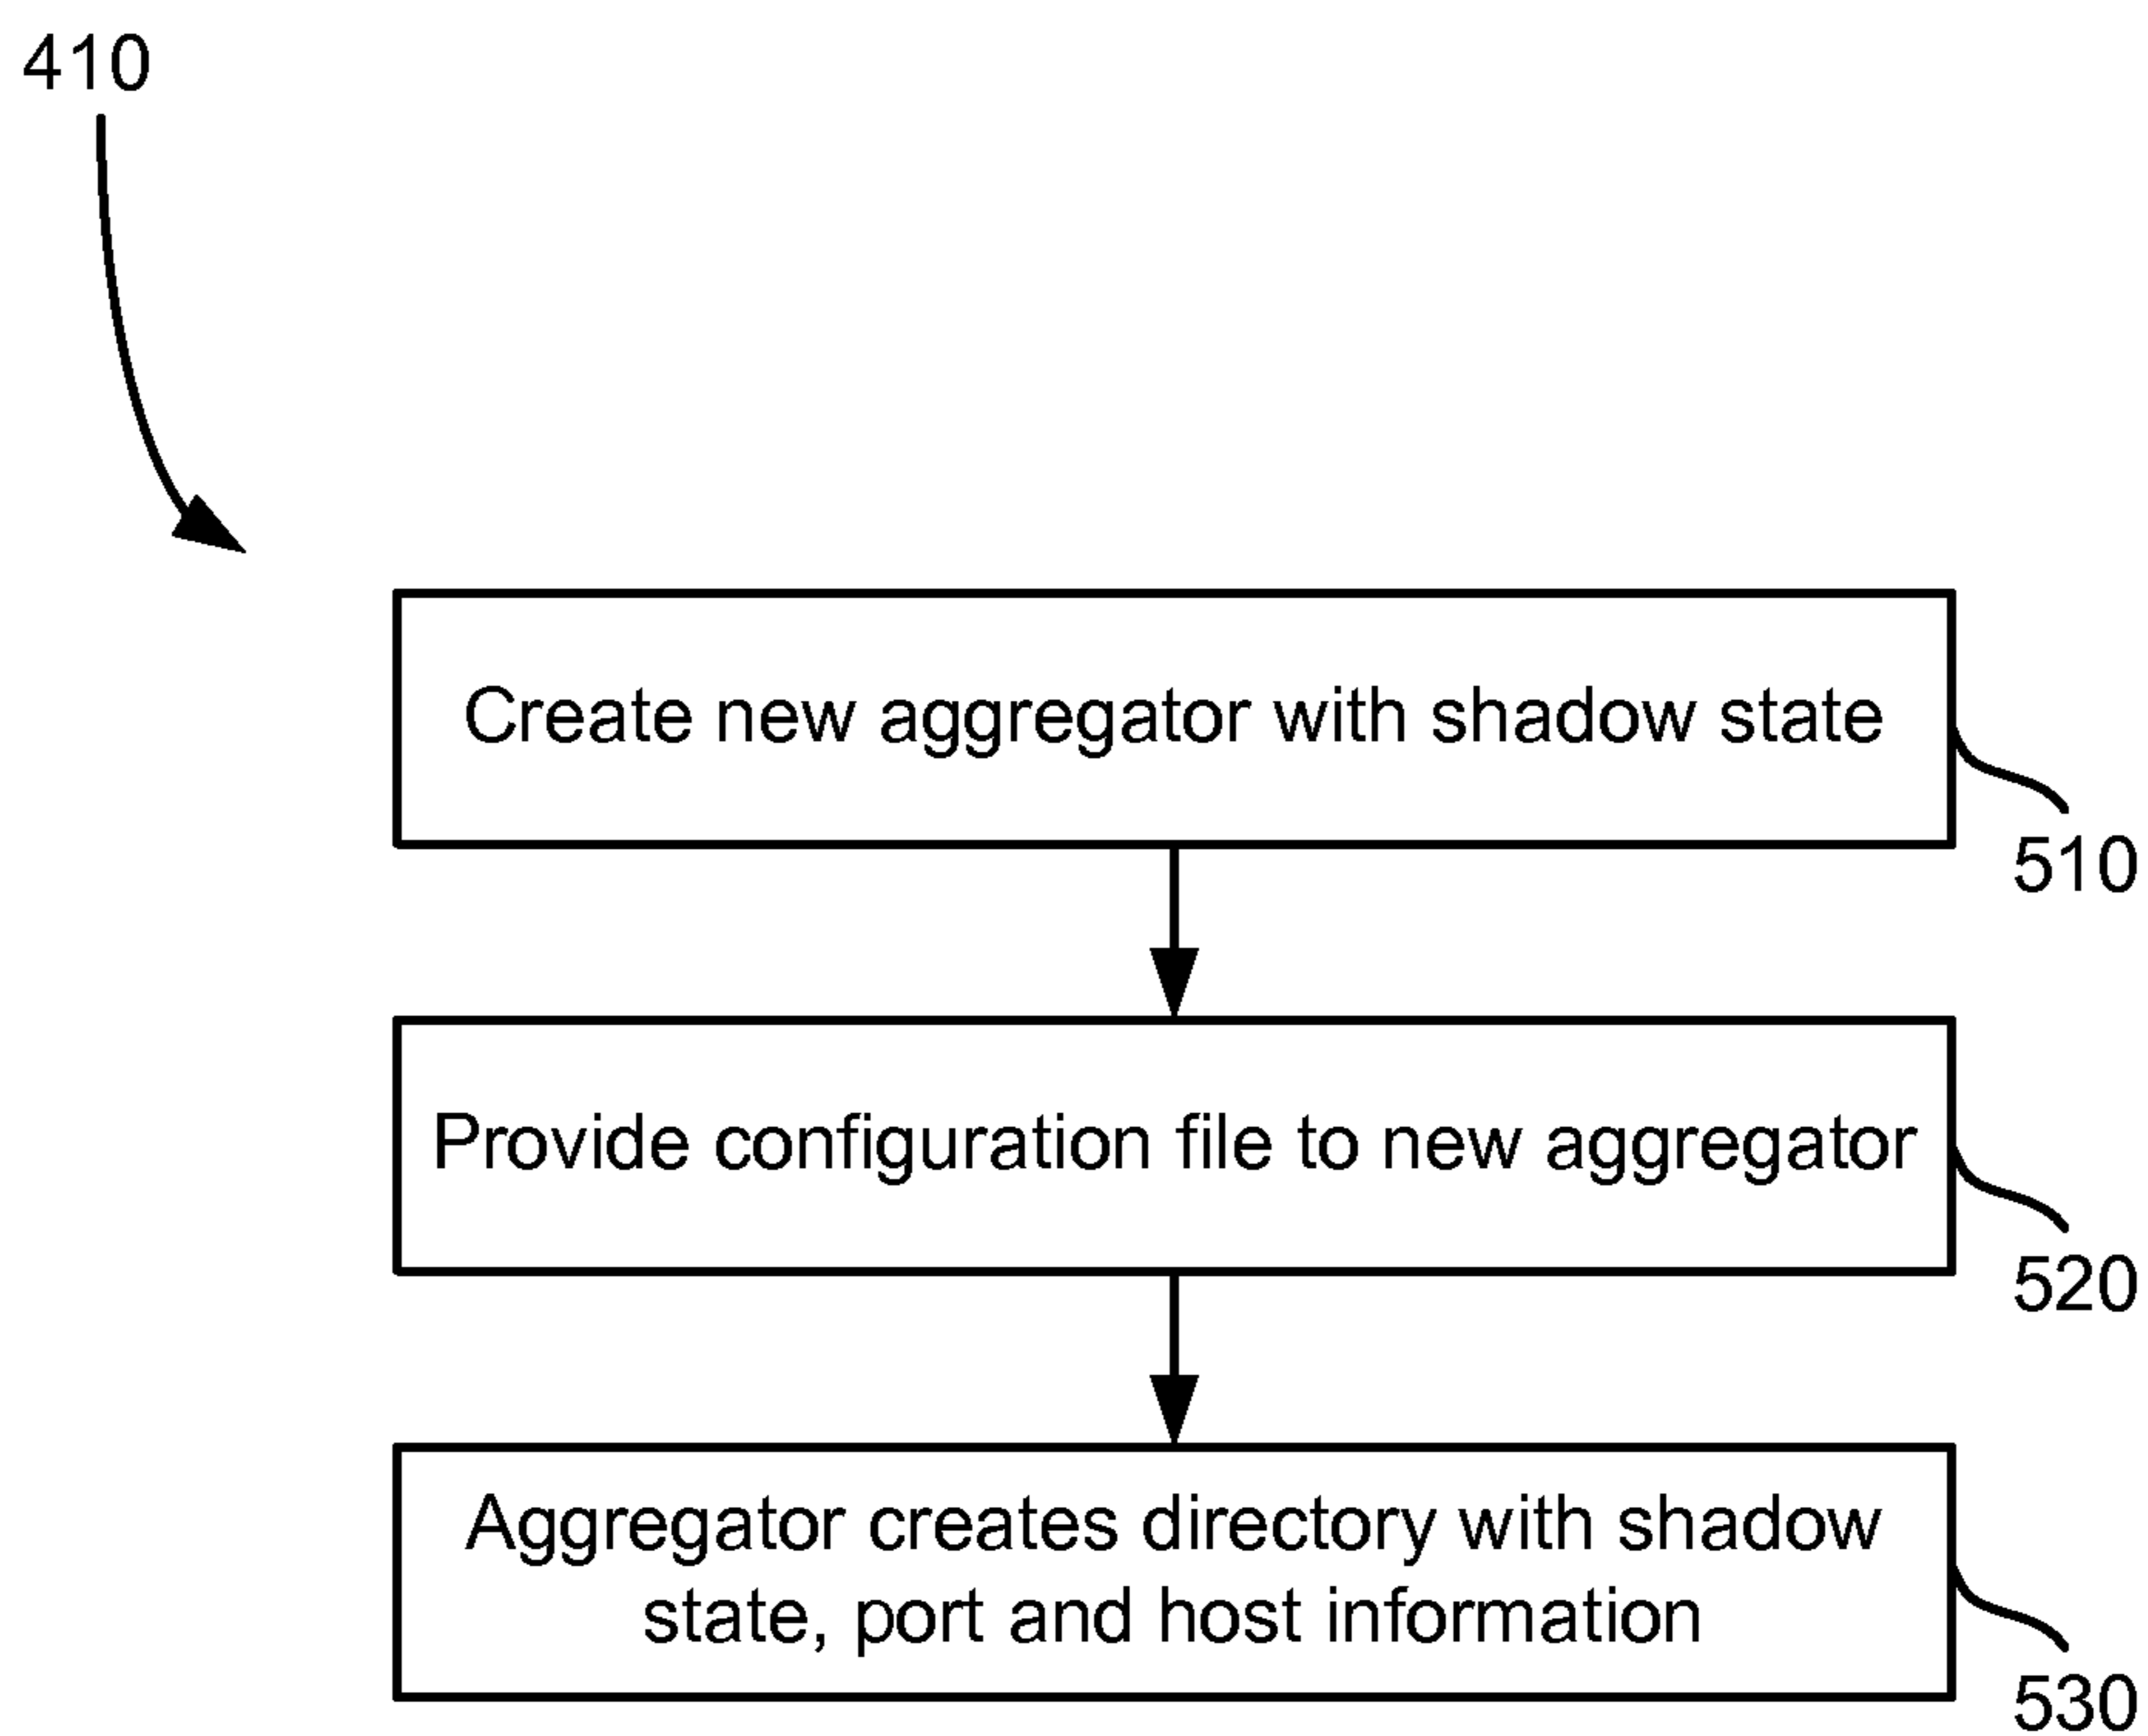 410
Create new aggregator with shadow state
510
Provide configuration file to new aggregator
520
Aggregator creates directory with shadow
state, port and host information
530